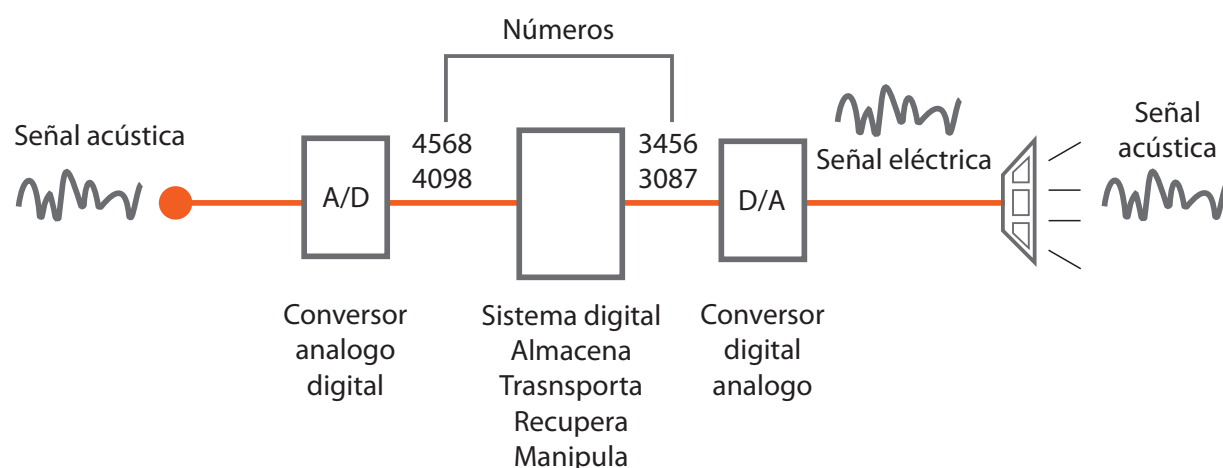 Números
Señal acústica
A/D
4568
4098
3456
3087
D/A
Señal eléctrica
Señal
acústica
Conversor
analogo
digital
Sistema digital
Almacena
Trasnsporta
Recupera
Manipula
Conversor
digital
analogo